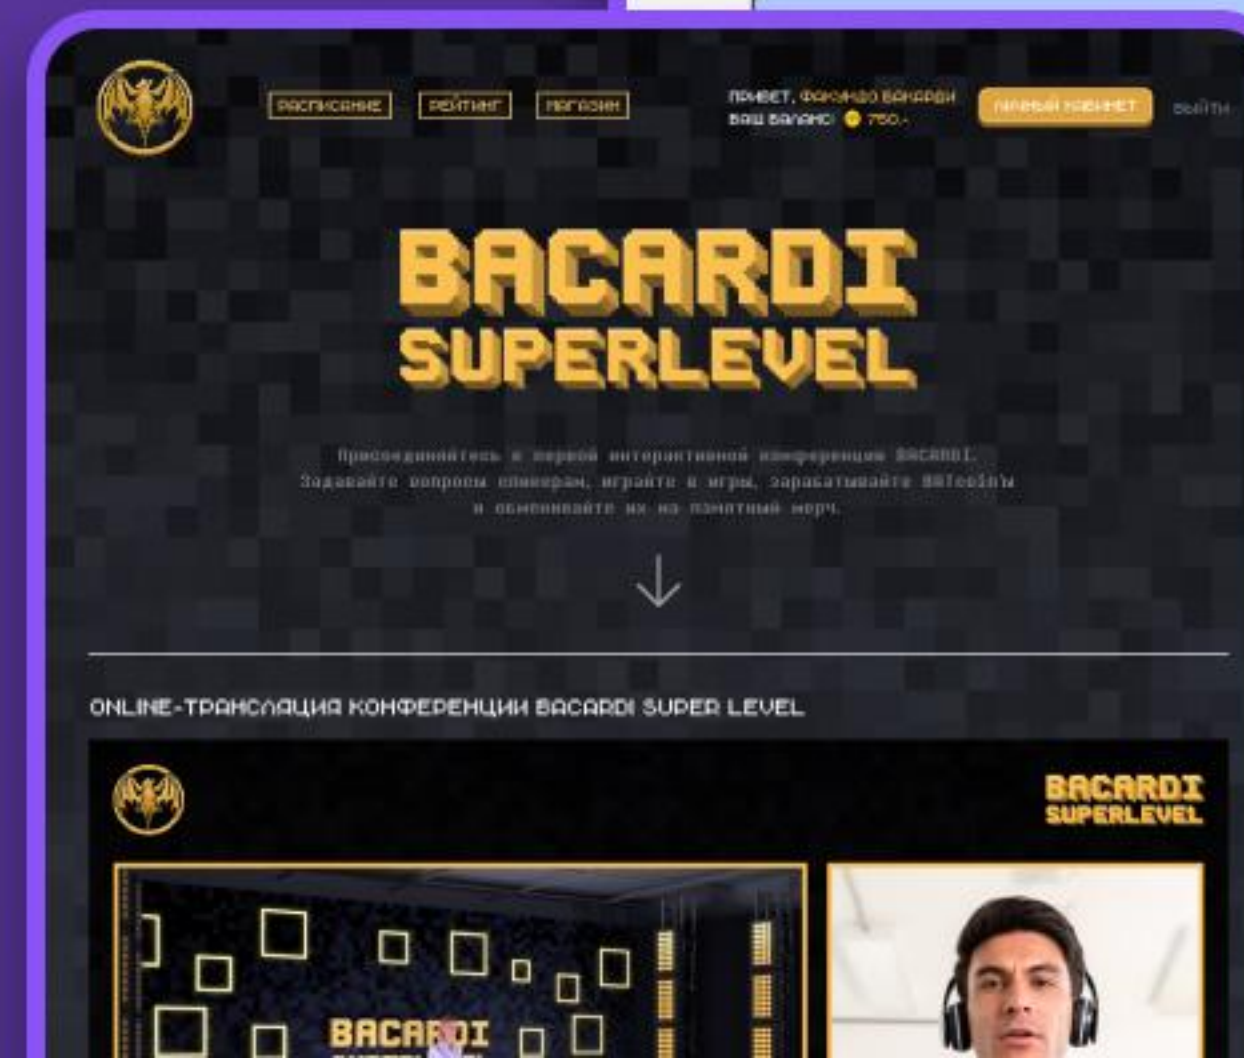 РАСПИСАНИЕ
РЕЙТИНГ
МАГАЗИН
ПРИВЕТ, ФАКУНДО БАКАРДИ
ВАШ БАЛАНС: 750,-
ЛИЧНЫЙ КАБИНЕТ
ВЫЙТИ
BACARDI
SUPERLEVEL
Присоединяйтесь к первой интерактивной конференции BACARDI.
Задавайте вопросы спикерам, играйте в игры, зарабатывайте BATcoin'ы
и обменивайте их на памятный мерч.
ONLINE-ТРАНСЛЯЦИЯ КОНФЕРЕНЦИИ BACARDI SUPER LEVEL
BACARDI
SUPERLEVEL
BACARDI